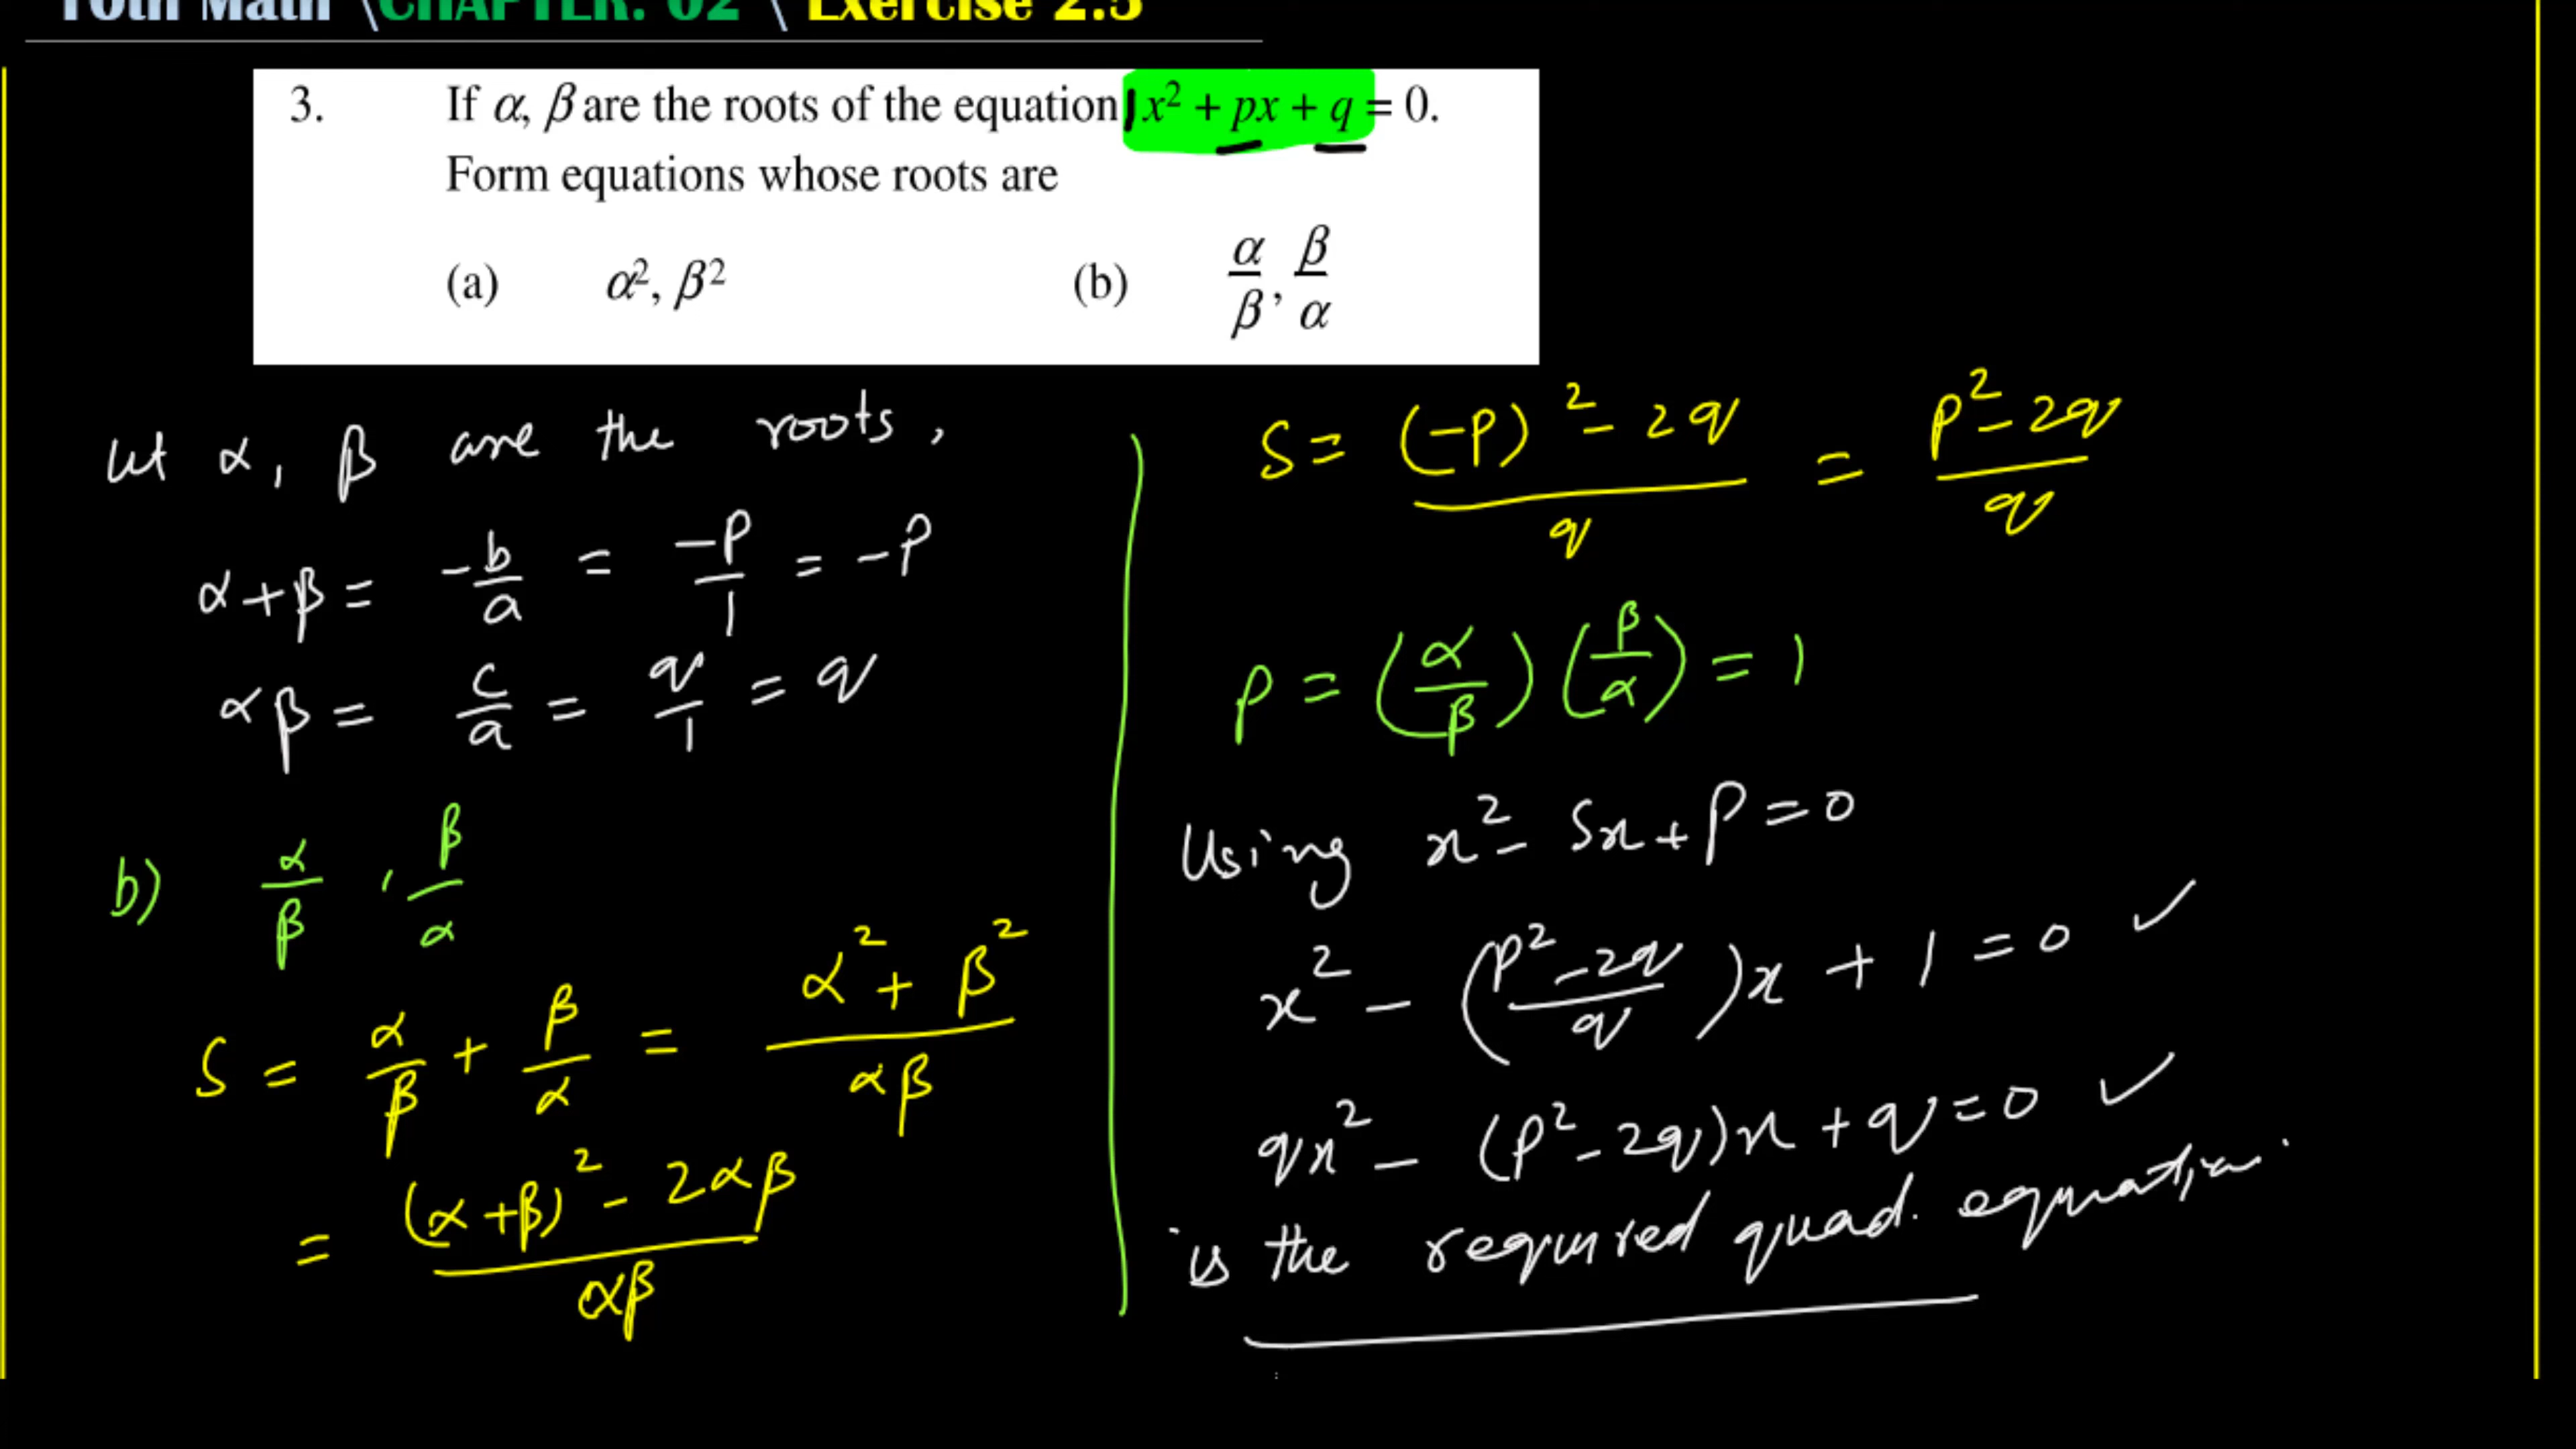 10th Math \CHAPTER: 02 \ Exercise 2.5
3. If α, β are the roots of the equation x² + px + q = 0.
Form equations whose roots are
(a) α², β² (b) α/β, β/α
let α, β are the roots,
α+β = -b/a = -P/1 = -P
αβ = c/a = q/1 = q
b) α/β , β/α
S = α/β + β/α = α²+ β²/αβ
= (α+β)² - 2αβ/αβ
S = (-P)² - 2q/q = P²- 2q/q
P = (α/β)(β/α) = 1
Using x² - Sx + P = 0
x² - (P² - 2q/q)x + 1 = 0 ✓
qx² - (P² - 2q)x + q = 0 ✓
is the required quad. equation.